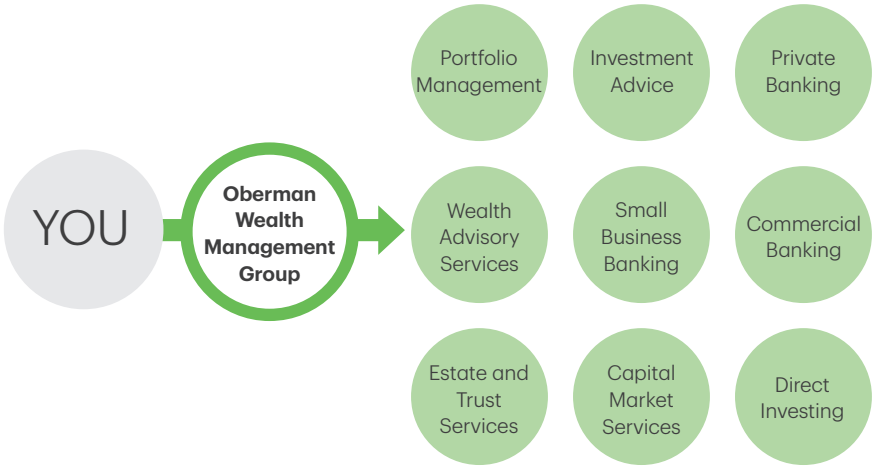 YOU
Oberman
Wealth
Management
Group
Portfolio
Management
Investment
Advice
Private
Banking
Wealth
Advisory
Services
Small
Business
Banking
Commercial
Banking
Estate and
Trust
Services
Capital
Market
Services
Direct
Investing